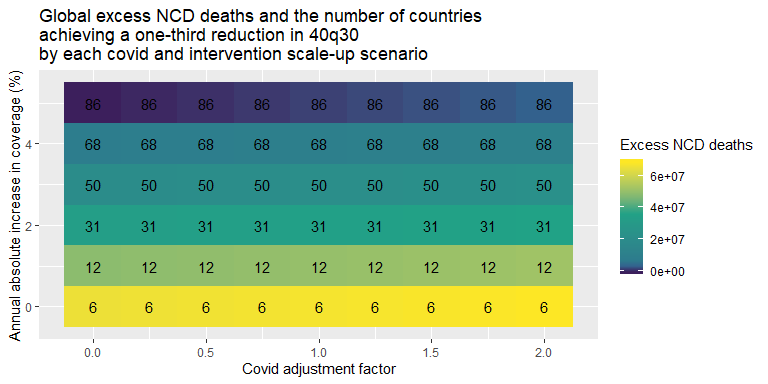 Global excess NCD deaths and the number of countries
achieving a one-third reduction in 40q30
by each covid and intervention scale-up scenario
Annual absolute increase in coverage (%)
86 86 86 86 86 86 86 86 86
4
68 68 68 68 68 68 68 68 68
50 50 50 50 50 50 50 50 50
2
31 31 31 31 31 31 31 31 31
12 12 12 12 12 12 12 12 12
0
6 6 6 6 6 6 6 6 6
0.0 0.5 1.0 1.5 2.0
Covid adjustment factor
Excess NCD deaths
6e+07
4e+07
2e+07
0e+00